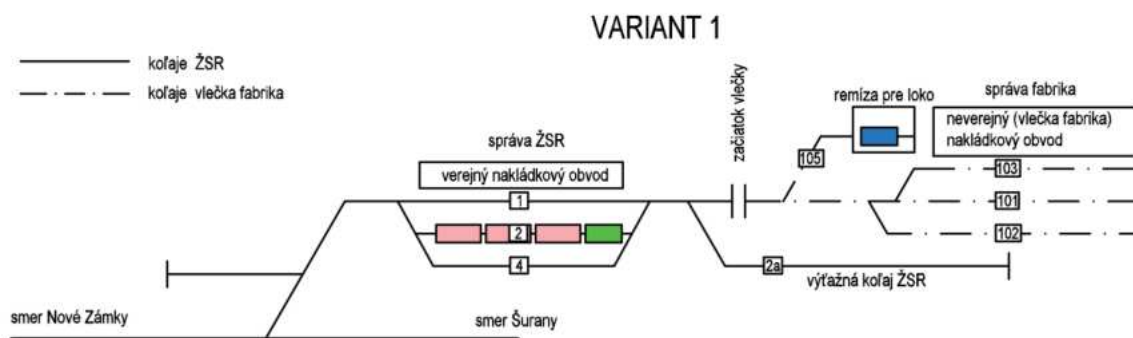 VARIANT 1
koľaje ŽSR
koľaje vlečka fabrika
správa ŽSR
verejný nakládkový obvod
začiatok vlečky
remíza pre loko
správa fabrika
neverejný (vlečka fabrika)
nakládkový obvod
105
103
1
101
2
102
4
2a
výťažná koľaj ŽSR
smer Nové Zámky
smer Šurany